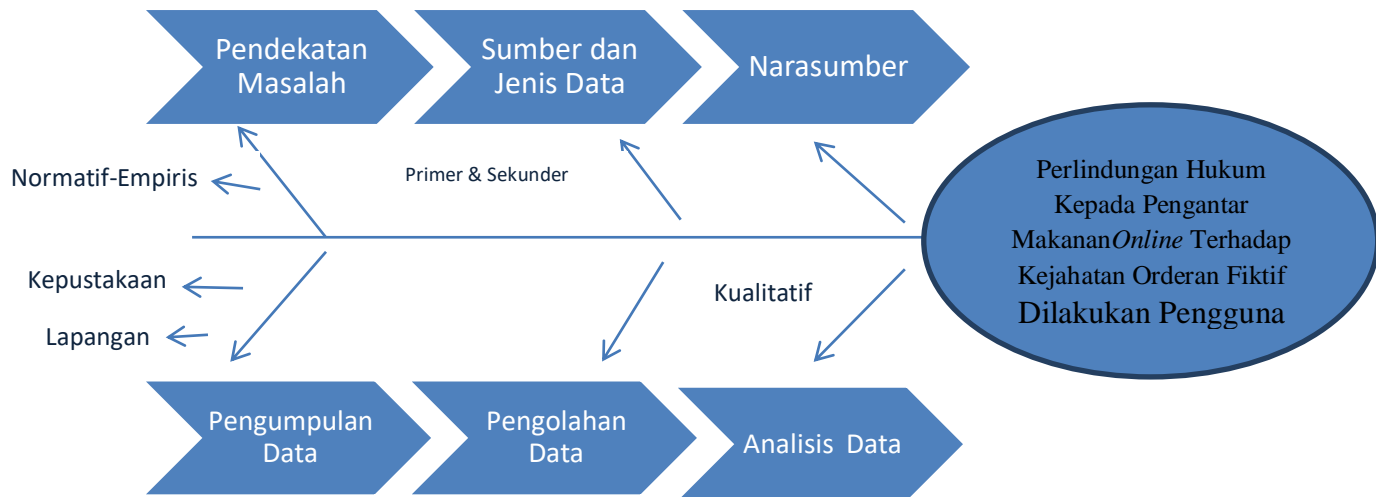 Pendekatan
Masalah
Sumber dan
Jenis Data
Narasumber
Normatif-Empiris
Primer & Sekunder
Perlindungan Hukum
Kepada Pengantar
MakananOnline Terhadap
Kejahatan Orderan Fiktif
Dilakukan Pengguna
Kepustakaan
Lapangan
Kualitatif
Pengumpulan
Data
Pengolahan
Data
Analisis Data